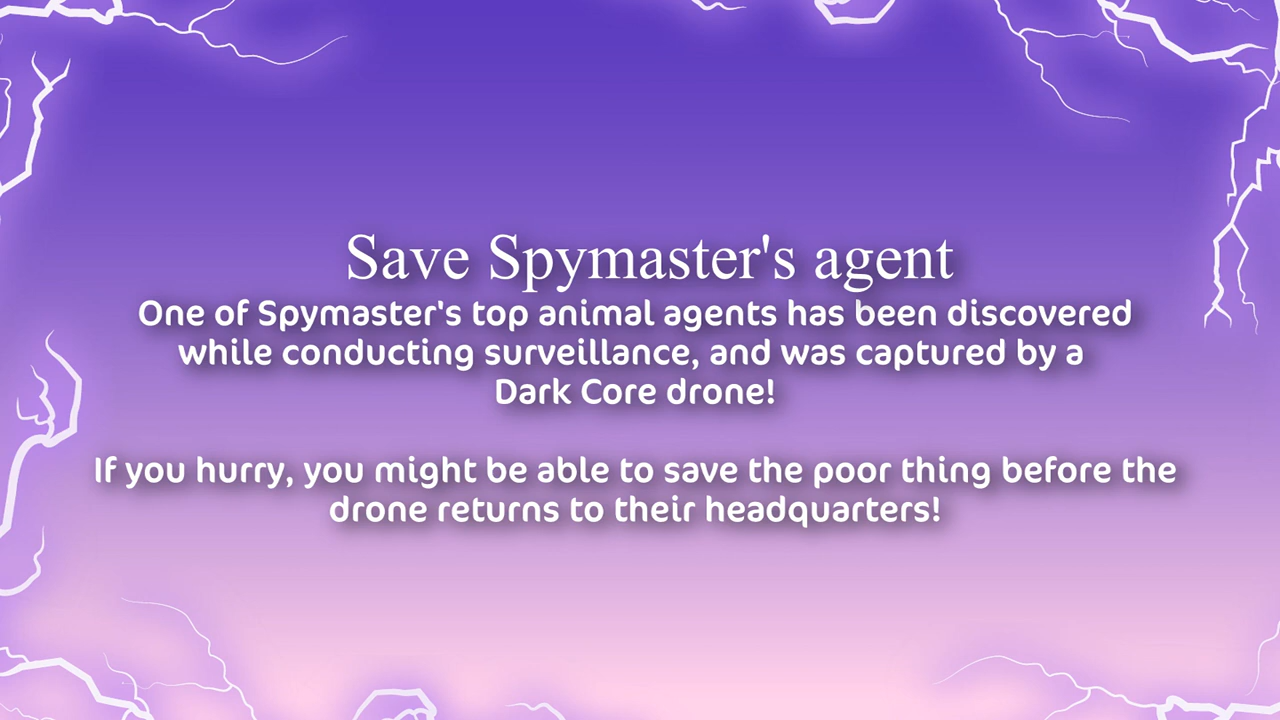 Save Spymaster's agent
One of Spymaster's top animal agents has been discovered
while conducting surveillance, and was captured by a
Dark Core drone!
If you hurry, you might be able to save the poor thing before the
drone returns to their headquarters!